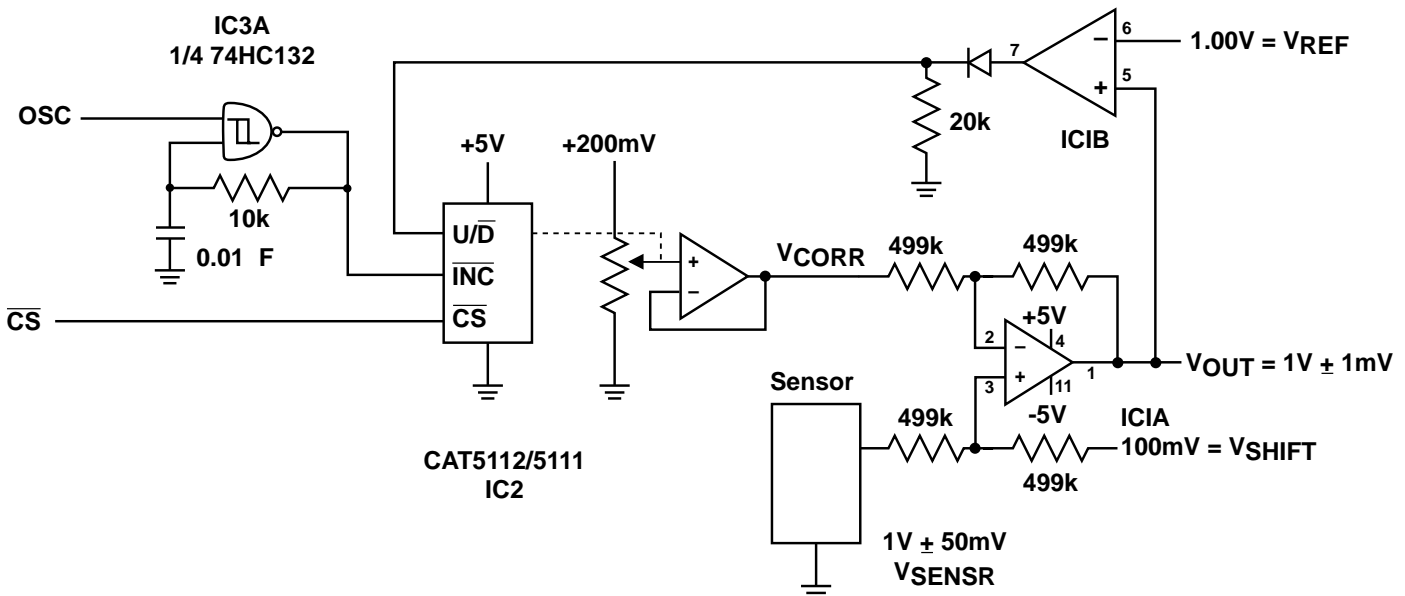 IC3A
1/4 74HC132
OSC
10k
0.01 F
CS
+5V
U/D
INC
CS
CAT5112/5111
IC2
+200mV
+
–
VCORR
499k
499k
7
6
–
5
+
ICIB
1.00V = VREF
20k
+5V
4
2
–
3
+
1
11
-5V
VOUT = 1V ± 1mV
ICIA
100mV = VSHIFT
Sensor
499k
499k
1V ± 50mV
VSENSR